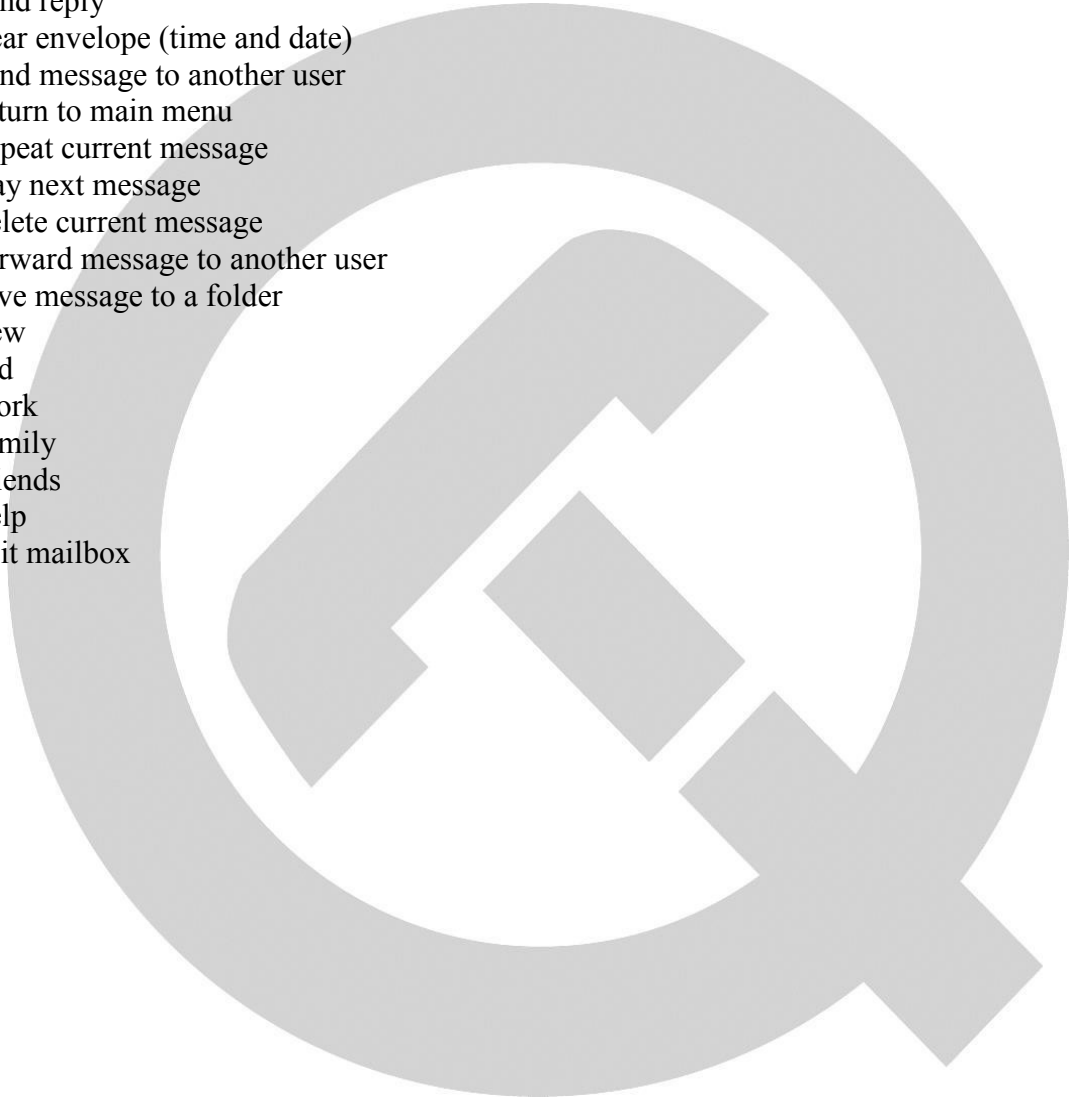 nd reply
ear envelope (time and date)
nd message to another user
turn to main menu
peat current message
ay next message
elete current message
rward message to another user
ve message to a folder
ew
d
ork
mily
iends
elp
it mailbox